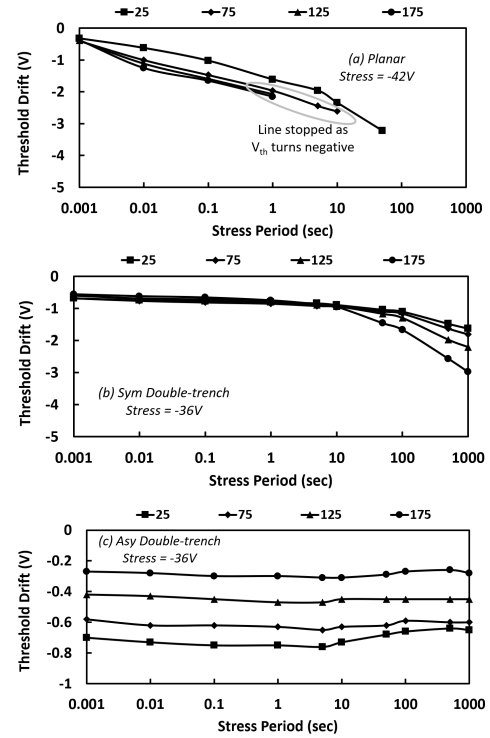 25 75 125 175
0
-1
-2
-3
-4
-5
Threshold Drift (V)
(a) Planar
Stress = -42V
Line stopped as
Vth turns negative
0.001 0.01 0.1 1 10 100 1000
Stress Period (sec)
25 75 125 175
0
-1
-2
-3
-4
-5
Threshold Drift (V)
(b) Sym Double-trench
Stress = -36V
0.001 0.01 0.1 1 10 100 1000
Stress Period (sec)
25 75 125 175
0
-0.2
-0.4
-0.6
-0.8
-1
Threshold Drift (V)
(c) Asy Double-trench
Stress = -36V
0.001 0.01 0.1 1 10 100 1000
Stress Period (sec)